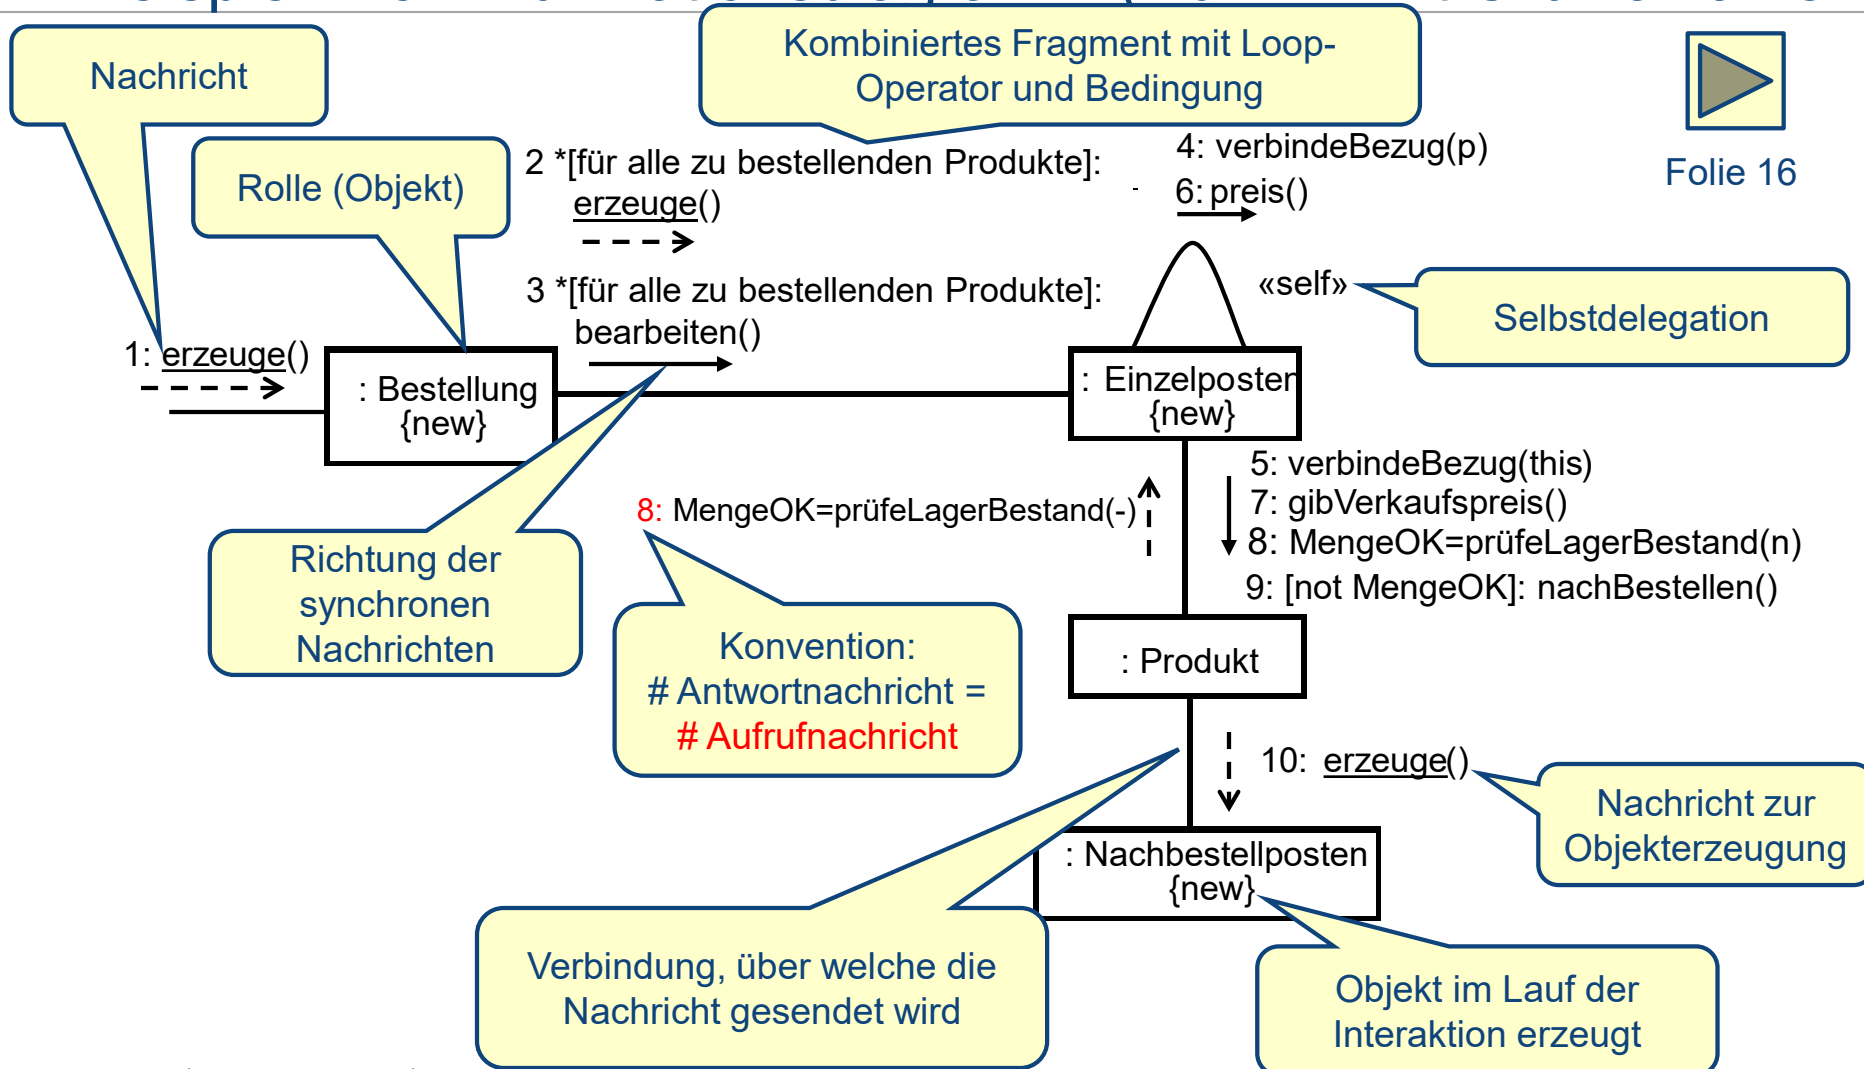 Kombiniertes Fragment mit Loop-
Operator und Bedingung
Nachricht
Rolle (Objekt)
2 *[für alle zu bestellenden Produkte]:
erzeuge()
4: verbindeBezug(p)
6: preis()
Folie 16
3 *[für alle zu bestellenden Produkte]:
bearbeiten()
«self»
Selbstdelegation
1: erzeuge()
: Bestellung
{new}
: Einzelposten
{new}
5: verbindeBezug(this)
7: gibVerkaufspreis()
8: MengeOK=prüfeLagerBestand(n)
9: [not MengeOK]: nachBestellen()
8: MengeOK=prüfeLagerBestand(-)
Richtung der
synchronen
Nachrichten
Konvention:
# Antwortnachricht =
# Aufrufnachricht
: Produkt
10: erzeuge()
Nachricht zur
Objekterzeugung
: Nachbestellposten
{new}
Verbindung, über welche die
Nachricht gesendet wird
Objekt im Lauf der
Interaktion erzeugt